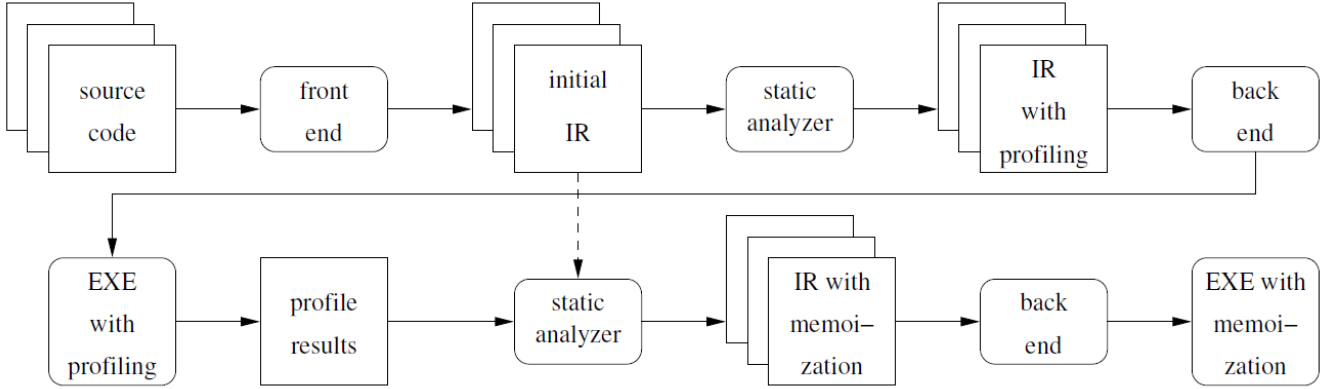 source
code
front
end
initial
IR
static
analyzer
IR
with
profiling
back
end
EXE
with
profiling
profile
results
static
analyzer
IR with
memoi−
zation
back
end
EXE with
memoi−
zation